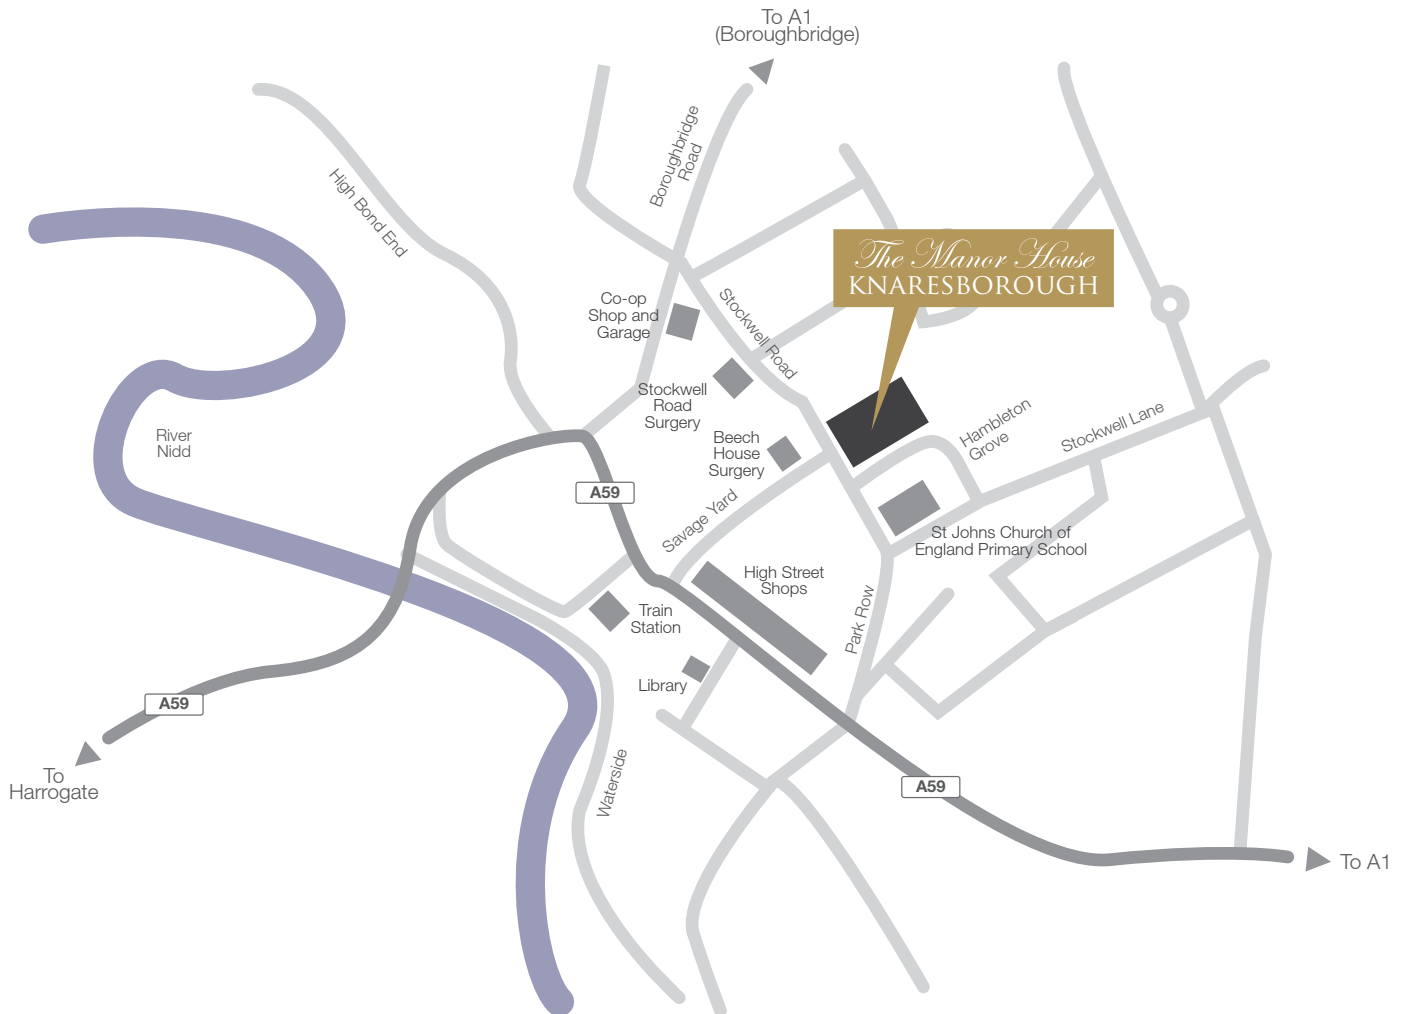 To A1
(Boroughbridge)
Boroughbridge
Road
High Bond End
The Manor House
KNARESBOROUGH
Co-op
Shop and
Garage
Stockwell Road
Stockwell
Road
Surgery
Hambleton
Grove
Stockwell Lane
River
Nidd
Beech
House
Surgery
A59
Savage Yard
St Johns Church of
England Primary School
High Street
Shops
Train
Station
Park Row
Library
A59
To
Harrogate
Waterside
A59
To A1